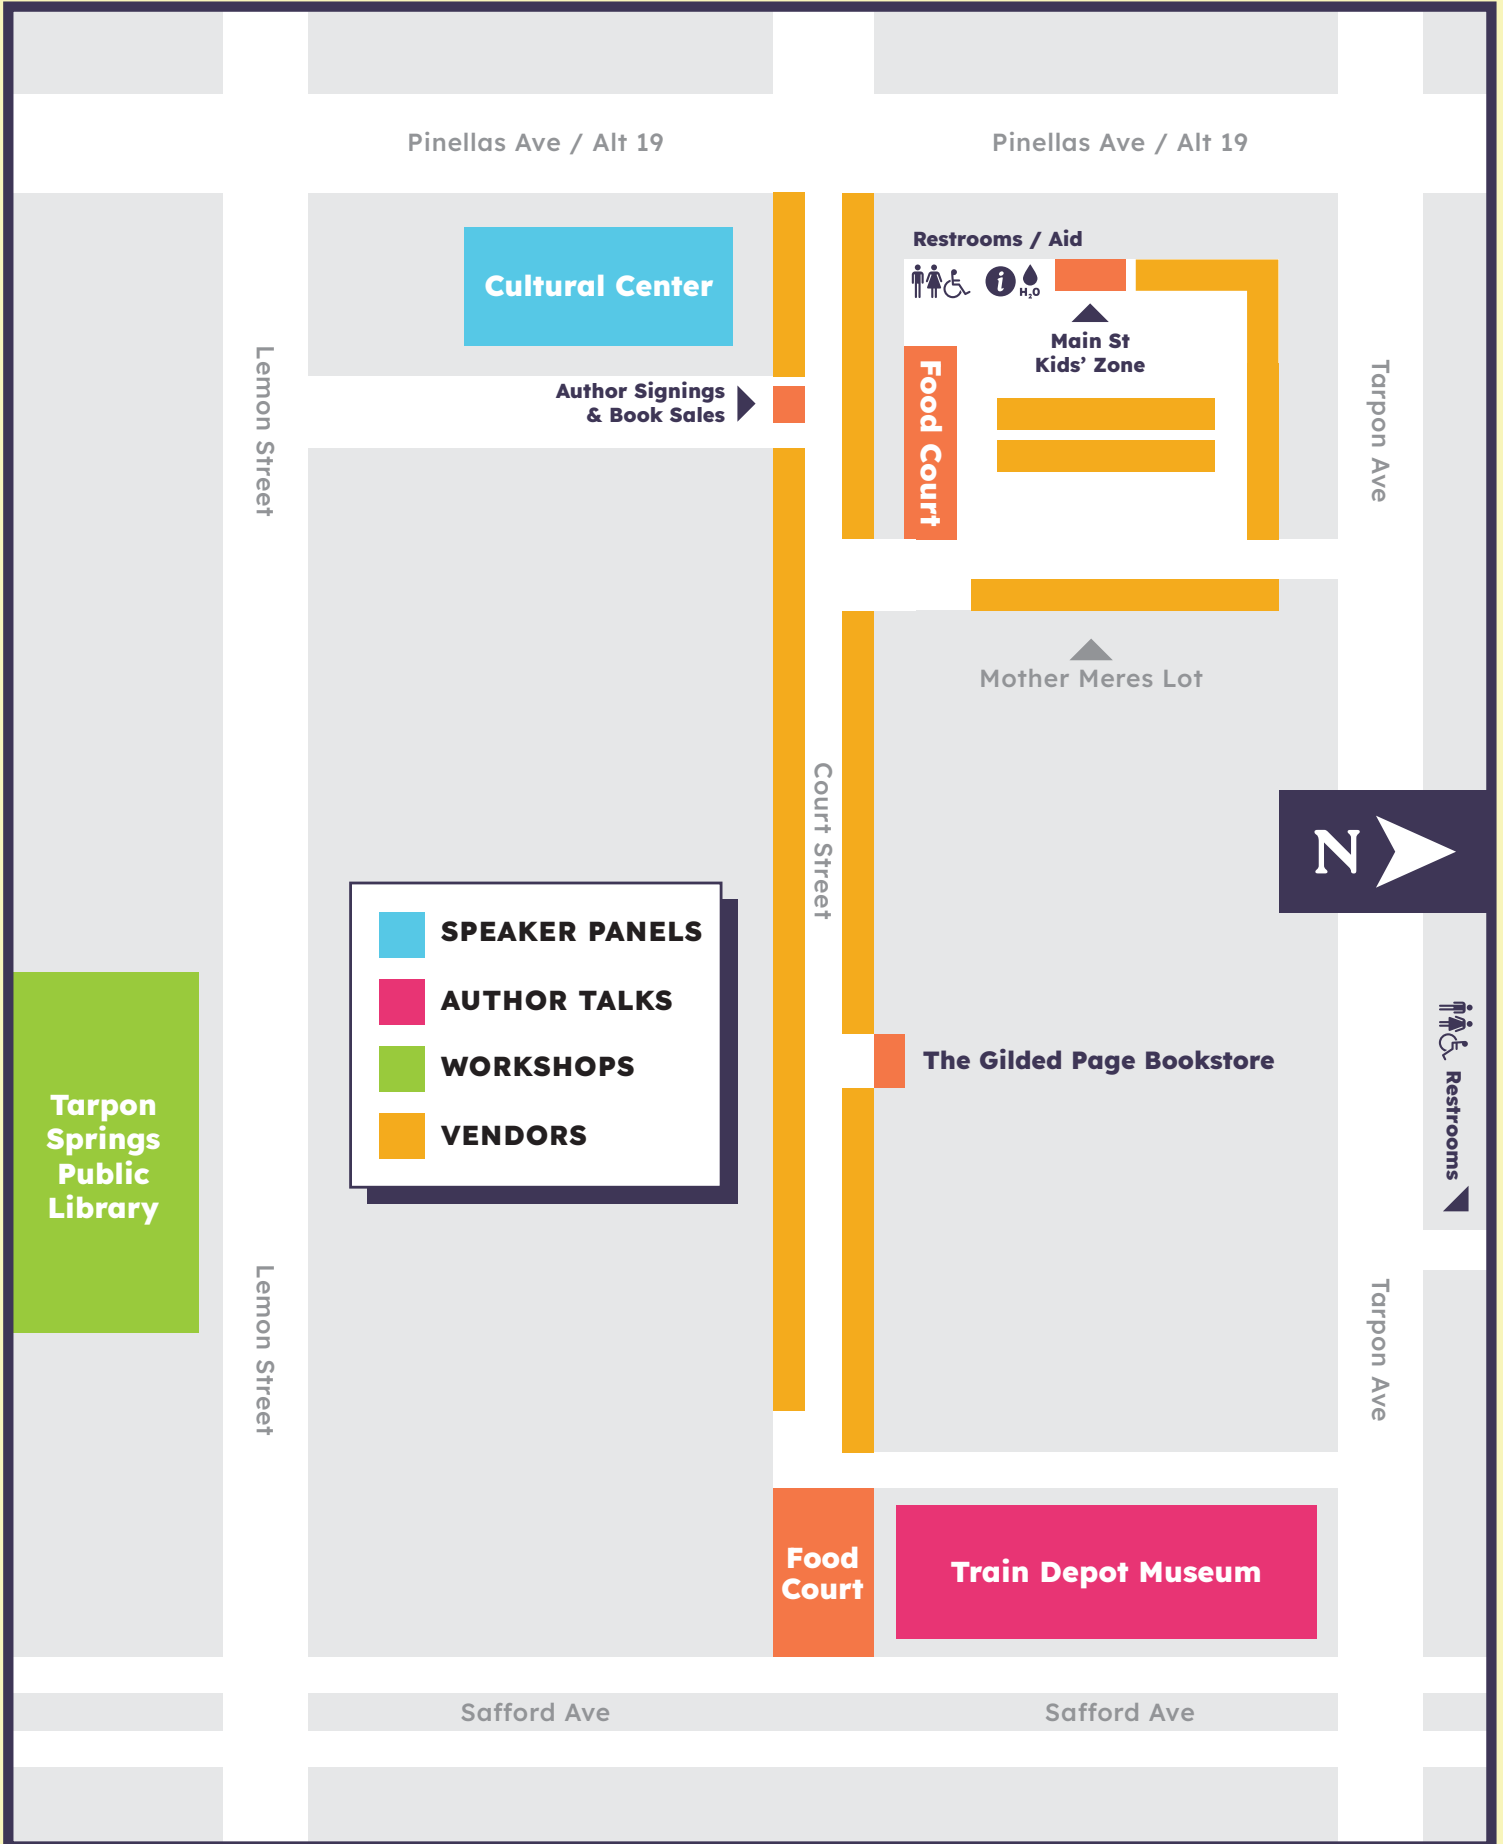 Pinellas Ave / Alt 19
Pinellas Ave / Alt 19
Cultural Center
Restrooms / Aid
i
H2O
Main St
Kids’ Zone
Food Court
Author Signings
& Book Sales
Lemon Street
Tarpon Ave
Mother Meres Lot
Court Street
N
SPEAKER PANELS
AUTHOR TALKS
WORKSHOPS
VENDORS
The Gilded Page Bookstore
Restrooms
Tarpon
Springs
Public
Library
Lemon Street
Tarpon Ave
Food
Court
Train Depot Museum
Safford Ave
Safford Ave